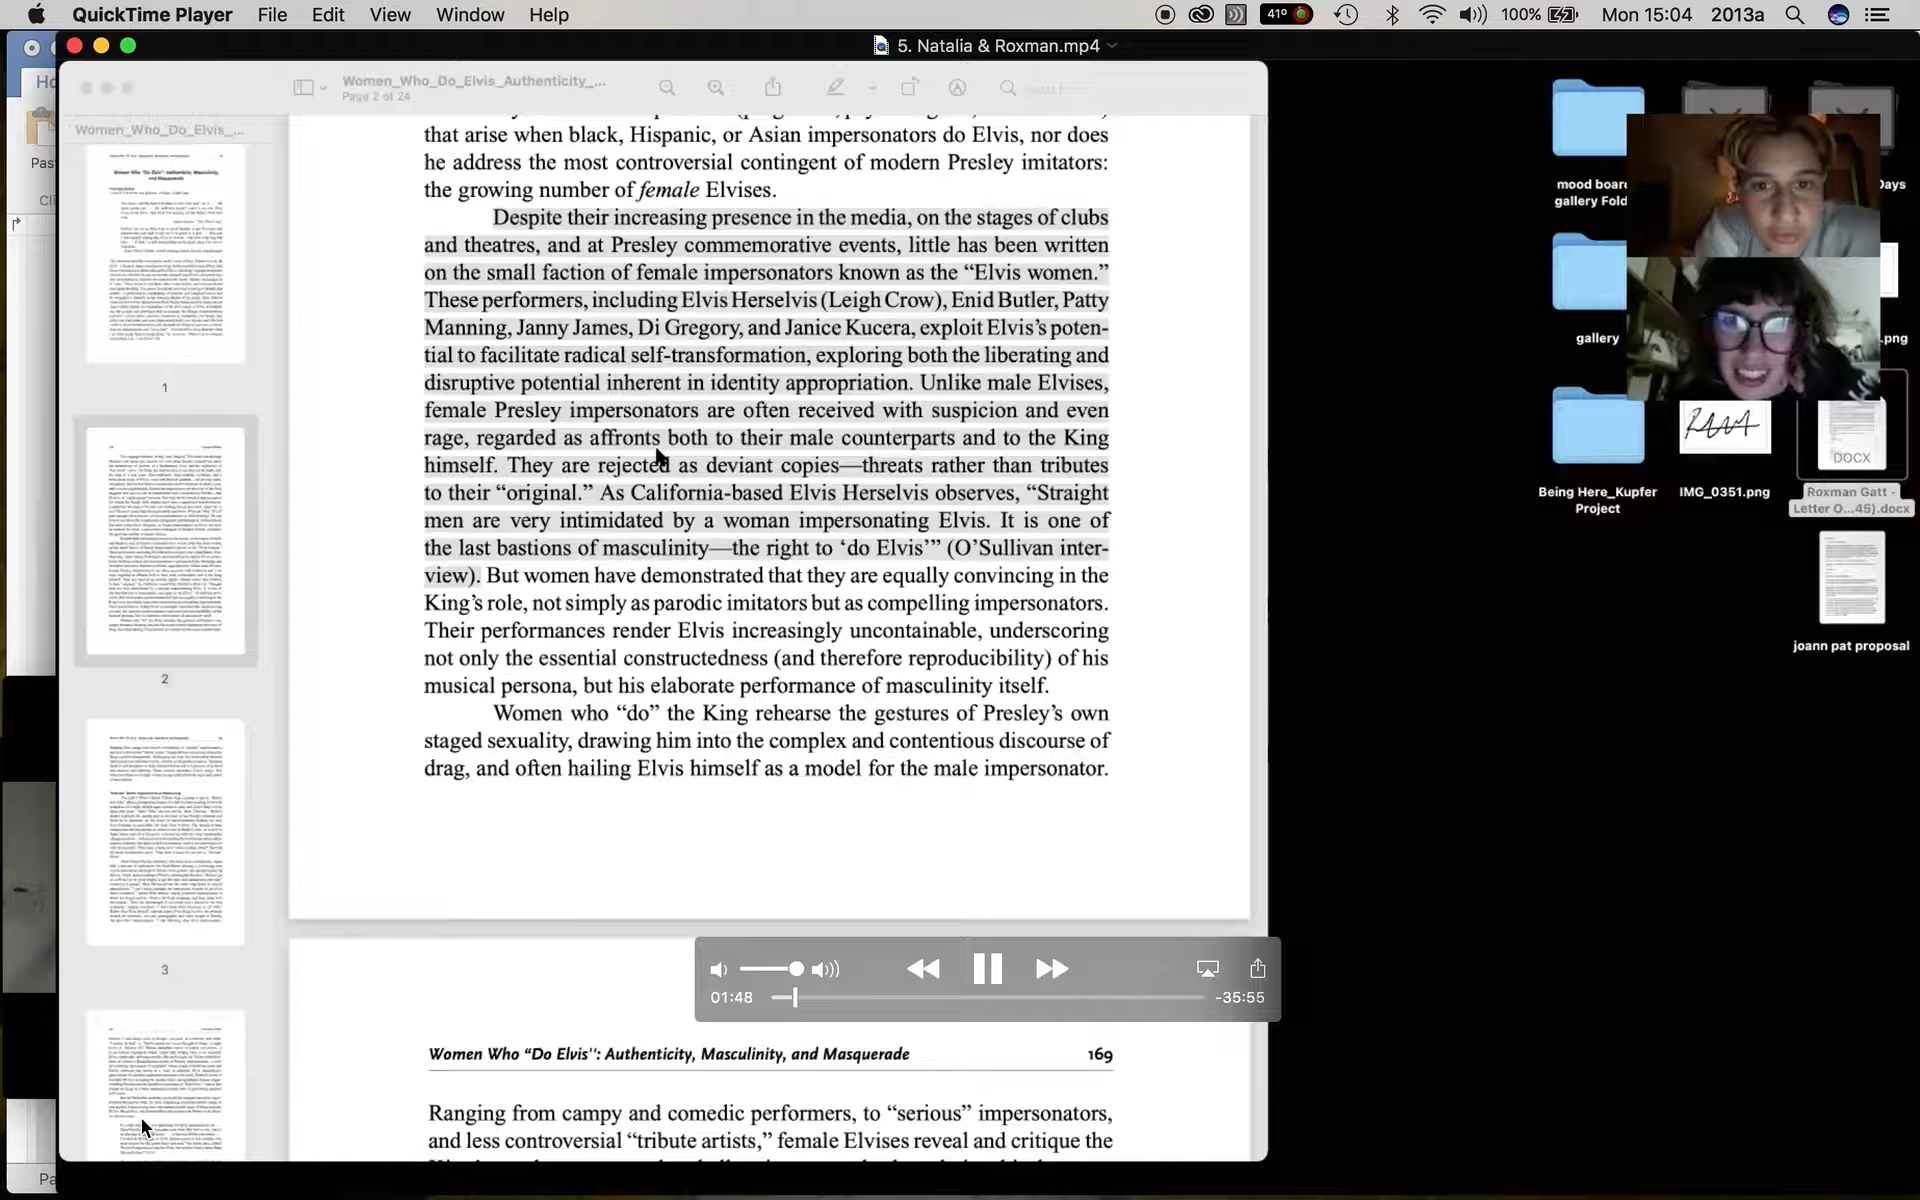 QuickTime Player File Edit View Window Help
41° 100% Mon 15:04 2013a
5. Natalia & Roxman.mp4
Women_Who_Do_Elvis_Authenticity_...
Page 2 of 24
Women_Who_Do_Elvis_...
1
2
3
that arise when black, Hispanic, or Asian impersonators do Elvis, nor does
he address the most controversial contingent of modern Presley imitators:
the growing number of female Elvises.
Despite their increasing presence in the media, on the stages of clubs
and theatres, and at Presley commemorative events, little has been written
on the small faction of female impersonators known as the “Elvis women.”
These performers, including Elvis Herselvis (Leigh Crow), Enid Butler, Patty
Manning, Janny James, Di Gregory, and Janice Kucera, exploit Elvis’s poten-
tial to facilitate radical self-transformation, exploring both the liberating and
disruptive potential inherent in identity appropriation. Unlike male Elvises,
female Presley impersonators are often received with suspicion and even
rage, regarded as affronts both to their male counterparts and to the King
himself. They are rejected as deviant copies—threats rather than tributes
to their “original.” As California-based Elvis Herselvis observes, “Straight
men are very intimidated by a woman impersonating Elvis. It is one of
the last bastions of masculinity—the right to ‘do Elvis’” (O’Sullivan inter-
view). But women have demonstrated that they are equally convincing in the
King’s role, not simply as parodic imitators but as compelling impersonators.
Their performances render Elvis increasingly uncontainable, underscoring
not only the essential constructedness (and therefore reproducibility) of his
musical persona, but his elaborate performance of masculinity itself.
Women who “do” the King rehearse the gestures of Presley’s own
staged sexuality, drawing him into the complex and contentious discourse of
drag, and often hailing Elvis himself as a model for the male impersonator.
01:48 -35:55
Women Who “Do Elvis”: Authenticity, Masculinity, and Masquerade 169
Ranging from campy and comedic performers, to “serious” impersonators,
and less controversial “tribute artists,” female Elvises reveal and critique the
mood board
gallery Fold
Days
gallery
.png
Being Here_Kupfer
Project
IMG_0351.png
DOCX
Roxman Gatt -
Letter O...45).docx
joann pat proposal
Ho
Pas
Cli
Pa